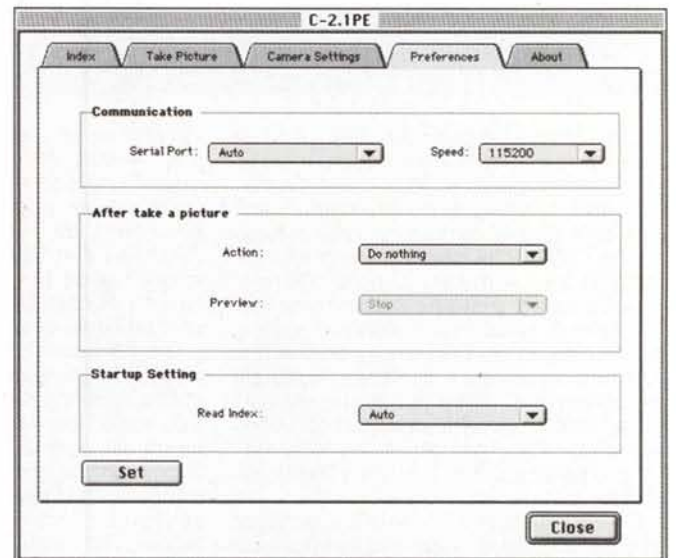 C-2.1PE
Index Take Picture Camera Settings Preferences About
Communication
Serial Port: Auto Speed: 115200
After take a picture
Action: Do nothing
Preview: Stop
Startup Setting
Read Index: Auto
Set
Close